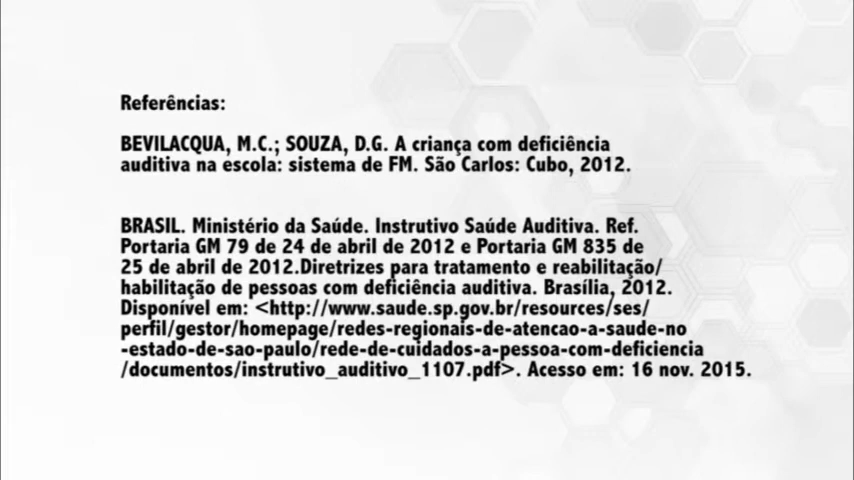 Referências:
BEVILACQUA, M.C.; SOUZA, D.G. A criança com deficiência
auditiva na escola: sistema de FM. São Carlos: Cubo, 2012.
BRASIL. Ministério da Saúde. Instrutivo Saúde Auditiva. Ref.
Portaria GM 79 de 24 de abril de 2012 e Portaria GM 835 de
25 de abril de 2012.Diretrizes para tratamento e reabilitação/
habilitação de pessoas com deficiência auditiva. Brasília, 2012.
Disponível em: <http://www.saude.sp.gov.br/resources/ses/
perfil/gestor/homepage/redes-regionais-de-atencao-a-saude-no
-estado-de-sao-paulo/rede-de-cuidados-a-pessoa-com-deficiencia
/documentos/instrutivo_auditivo_1107.pdf>. Acesso em: 16 nov. 2015.